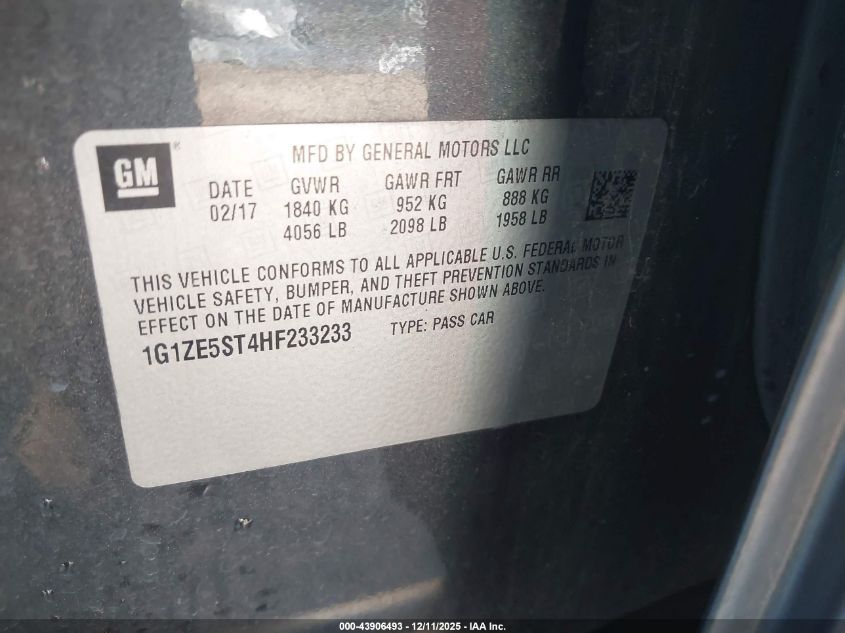 GM ®
MFD BY GENERAL MOTORS LLC
DATE GVWR GAWR FRT GAWR RR
02/17 1840 KG 952 KG 888 KG
4056 LB 2098 LB 1958 LB
THIS VEHICLE CONFORMS TO ALL APPLICABLE U.S. FEDERAL MOTOR
VEHICLE SAFETY, BUMPER, AND THEFT PREVENTION STANDARDS IN
EFFECT ON THE DATE OF MANUFACTURE SHOWN ABOVE.
1G1ZE5ST4HF233233 TYPE: PASS CAR
000-43906493 - 12/11/2025 - IAA Inc.